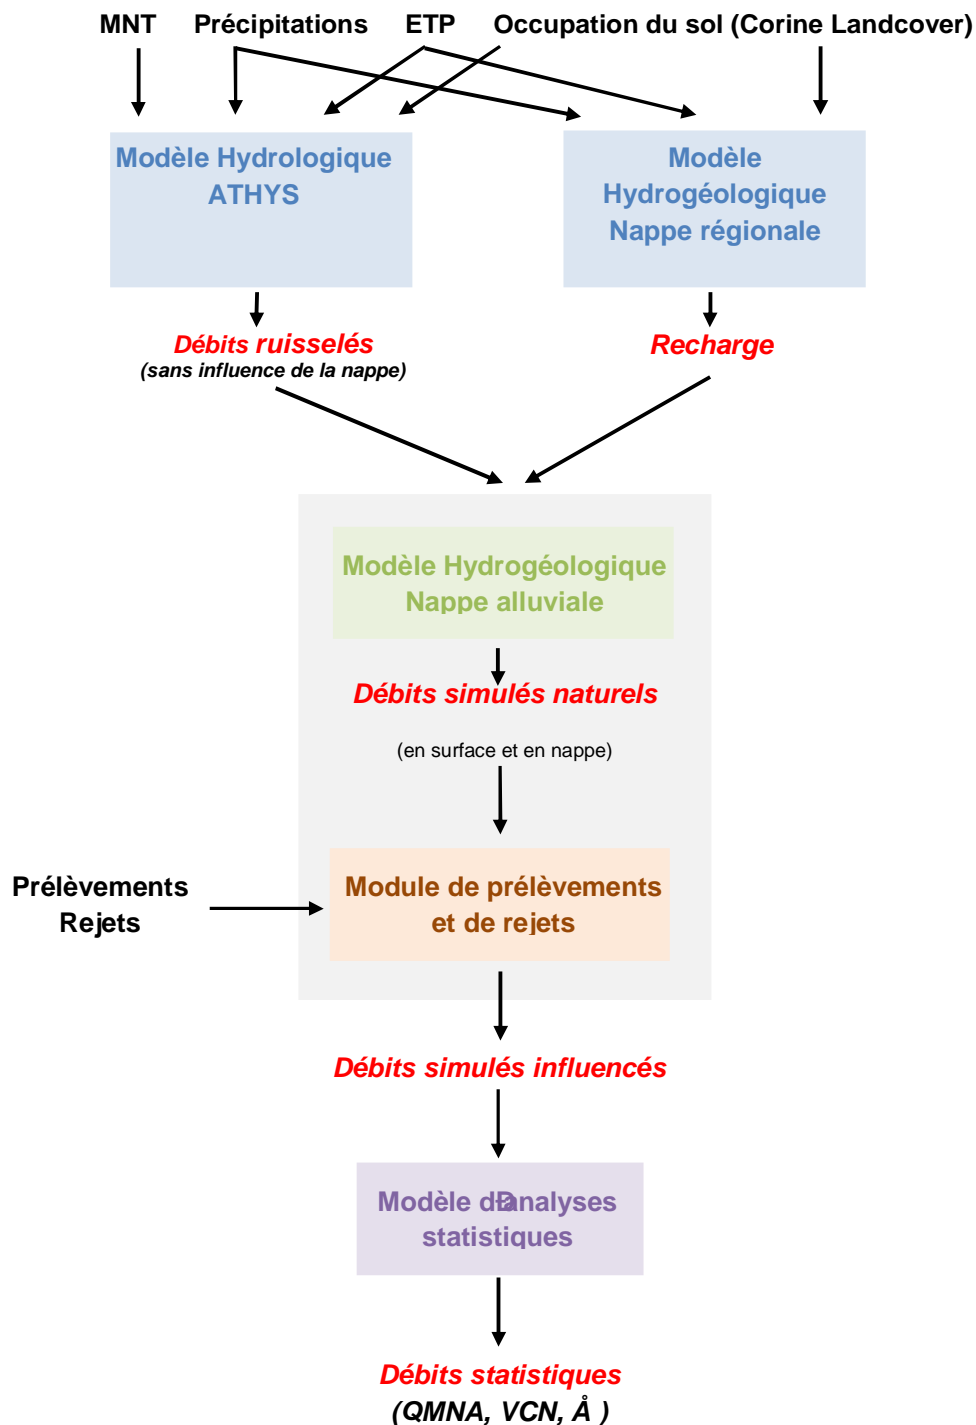 MNT Précipitations ETP Occupation du sol (Corine Landcover)
Modèle Hydrologique
ATHYS
Modèle
Hydrogéologique
Nappe régionale
Débits ruisselés
(sans influence de la nappe)
Recharge
Modèle Hydrogéologique
Nappe alluviale
Débits simulés naturels
(en surface et en nappe)
Prélèvements
Rejets
Module de prélèvements
et de rejets
Débits simulés influencés
Modèle dÐanalyses
statistiques
Débits statistiques
(QMNA, VCN, Å )